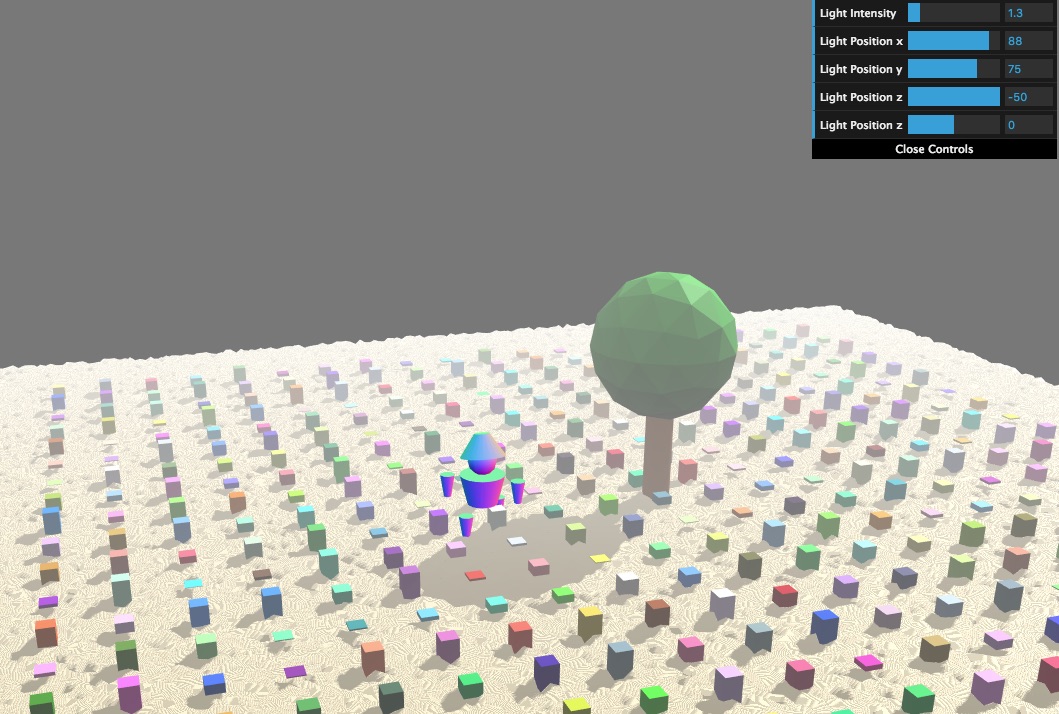 Light Intensity 1.3
Light Position x 88
Light Position y 75
Light Position z -50
Light Position z 0
Close Controls